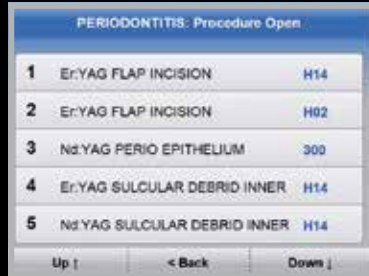 PERIODONTITIS: Procedure Open
1 Er:YAG FLAP INCISION H14
2 Er:YAG FLAP INCISION H02
3 Nd:YAG PERIO EPITHELIUM 300
4 Er:YAG SULCULAR DEBRID INNER H14
5 Nd:YAG SULCULAR DEBRID INNER H14
Up ↑ < Back Down ↓